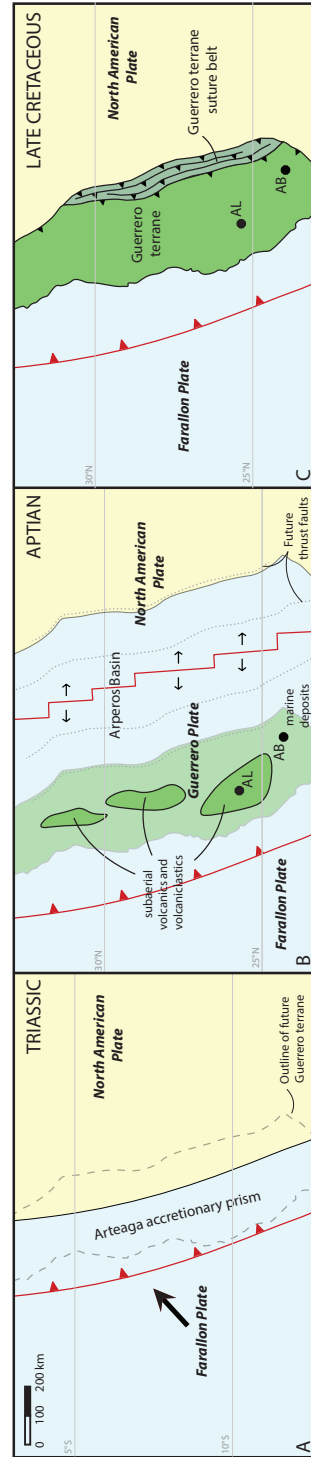 TRIASSIC
0 100 200 km
5°S
10°S
North American
Plate
Arteaga accretionary prism
Farallon Plate
Outline of future
Guerrero terrane
A
APTIAN
30°N
25°N
North American
Plate
Arperos Basin
Guerrero Plate
subaerial
volcanics and
volcaniclastics
AL
AB
marine
deposits
Future
thrust faults
Farallon Plate
B
LATE CRETACEOUS
30°N
25°N
North American
Plate
Guerrero terrane
suture belt
Guerrero
terrane
AL
AB
Farallon Plate
C